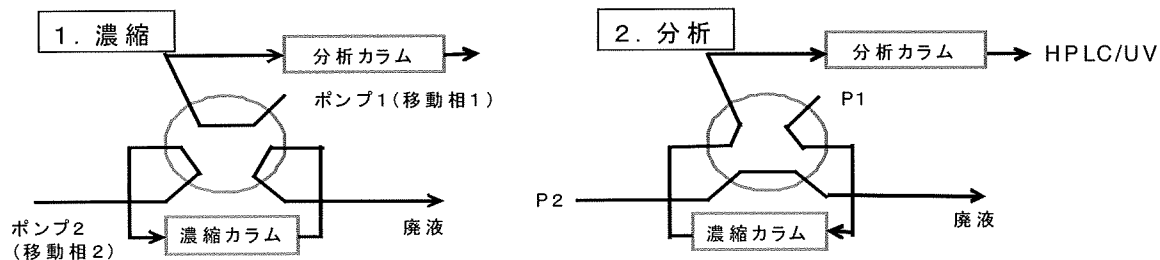 1. 濃縮
分析カラム
ポンプ1(移動相1)
ポンプ2
(移動相2)
濃縮カラム
廃液
2. 分析
分析カラム
HPLC/UV
P1
P2
濃縮カラム
廃液